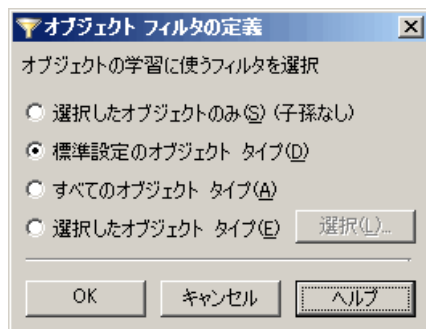 オブジェクト フィルタの定義
オブジェクトの学習に使うフィルタを選択
選択したオブジェクトのみ(S) (子孫なし)
標準設定のオブジェクト タイプ(D)
すべてのオブジェクト タイプ(A)
選択したオブジェクト タイプ(E) 選択(L)...
OK キャンセル ヘルプ